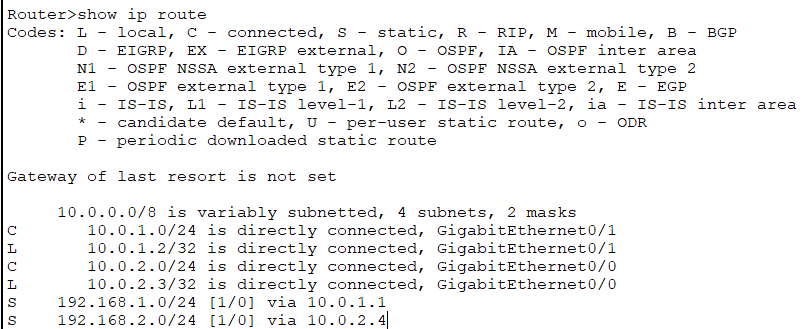 Router>show ip route
Codes: L - local, C - connected, S - static, R - RIP, M - mobile, B - BGP
       D - EIGRP, EX - EIGRP external, O - OSPF, IA - OSPF inter area
       N1 - OSPF NSSA external type 1, N2 - OSPF NSSA external type 2
       E1 - OSPF external type 1, E2 - OSPF external type 2, E - EGP
       i - IS-IS, L1 - IS-IS level-1, L2 - IS-IS level-2, ia - IS-IS inter area
       * - candidate default, U - per-user static route, o - ODR
       P - periodic downloaded static route

Gateway of last resort is not set

     10.0.0.0/8 is variably subnetted, 4 subnets, 2 masks
C       10.0.1.0/24 is directly connected, GigabitEthernet0/1
L       10.0.1.2/32 is directly connected, GigabitEthernet0/1
C       10.0.2.0/24 is directly connected, GigabitEthernet0/0
L       10.0.2.3/32 is directly connected, GigabitEthernet0/0
S    192.168.1.0/24 [1/0] via 10.0.1.1
S    192.168.2.0/24 [1/0] via 10.0.2.4